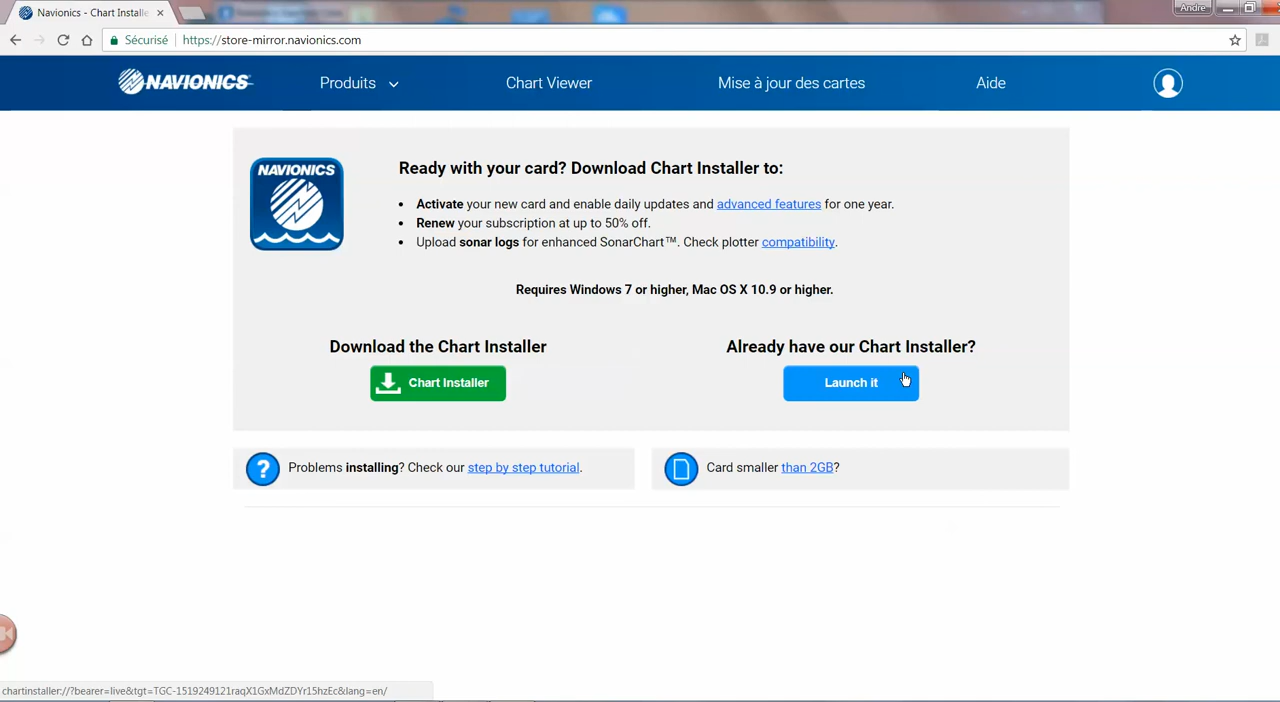 Navionics - Chart Installe
Andre
Sécurisé
https://store-mirror.navionics.com
NAVIONICS
Produits
Chart Viewer
Mise à jour des cartes
Aide
NAVIONICS
Ready with your card? Download Chart Installer to:
• Activate your new card and enable daily updates and advanced features for one year.
• Renew your subscription at up to 50% off.
• Upload sonar logs for enhanced SonarChart™. Check plotter compatibility.
Requires Windows 7 or higher, Mac OS X 10.9 or higher.
Download the Chart Installer
Chart Installer
Already have our Chart Installer?
Launch it
? Problems installing? Check our step by step tutorial.
Card smaller than 2GB?
chartinstaller://?bearer=live&tgt=TGC-1519249121raqX1GxMdZDYr15hzEc&lang=en/